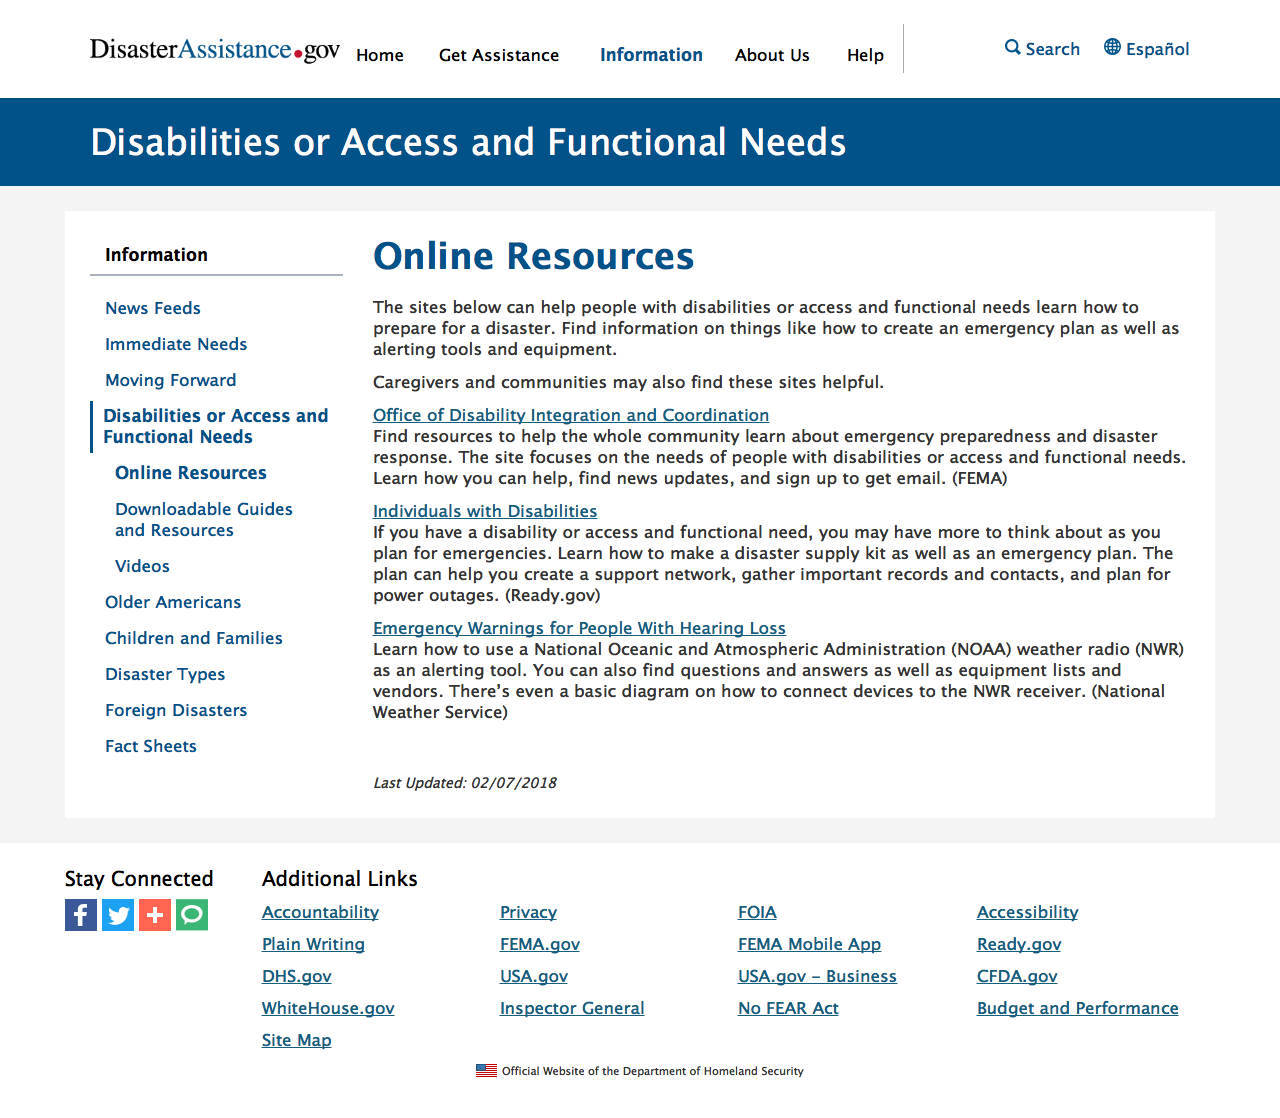 DisasterAssistance.gov
Home
Get Assistance
Information
About Us
Help
Search
Español
Disabilities or Access and Functional Needs
Information
News Feeds
Immediate Needs
Moving Forward
Disabilities or Access and
Functional Needs
Online Resources
Downloadable Guides
and Resources
Videos
Older Americans
Children and Families
Disaster Types
Foreign Disasters
Fact Sheets
Online Resources
The sites below can help people with disabilities or access and functional needs learn how to
prepare for a disaster. Find information on things like how to create an emergency plan as well as
alerting tools and equipment.
Caregivers and communities may also find these sites helpful.
Office of Disability Integration and Coordination
Find resources to help the whole community learn about emergency preparedness and disaster
response. The site focuses on the needs of people with disabilities or access and functional needs.
Learn how you can help, find news updates, and sign up to get email. (FEMA)
Individuals with Disabilities
If you have a disability or access and functional need, you may have more to think about as you
plan for emergencies. Learn how to make a disaster supply kit as well as an emergency plan. The
plan can help you create a support network, gather important records and contacts, and plan for
power outages. (Ready.gov)
Emergency Warnings for People With Hearing Loss
Learn how to use a National Oceanic and Atmospheric Administration (NOAA) weather radio (NWR)
as an alerting tool. You can also find questions and answers as well as equipment lists and
vendors. There’s even a basic diagram on how to connect devices to the NWR receiver. (National
Weather Service)
Last Updated: 02/07/2018
Stay Connected
Additional Links
Accountability
Privacy
FOIA
Accessibility
Plain Writing
FEMA.gov
FEMA Mobile App
Ready.gov
DHS.gov
USA.gov
USA.gov – Business
CFDA.gov
WhiteHouse.gov
Inspector General
No FEAR Act
Budget and Performance
Site Map
Official Website of the Department of Homeland Security